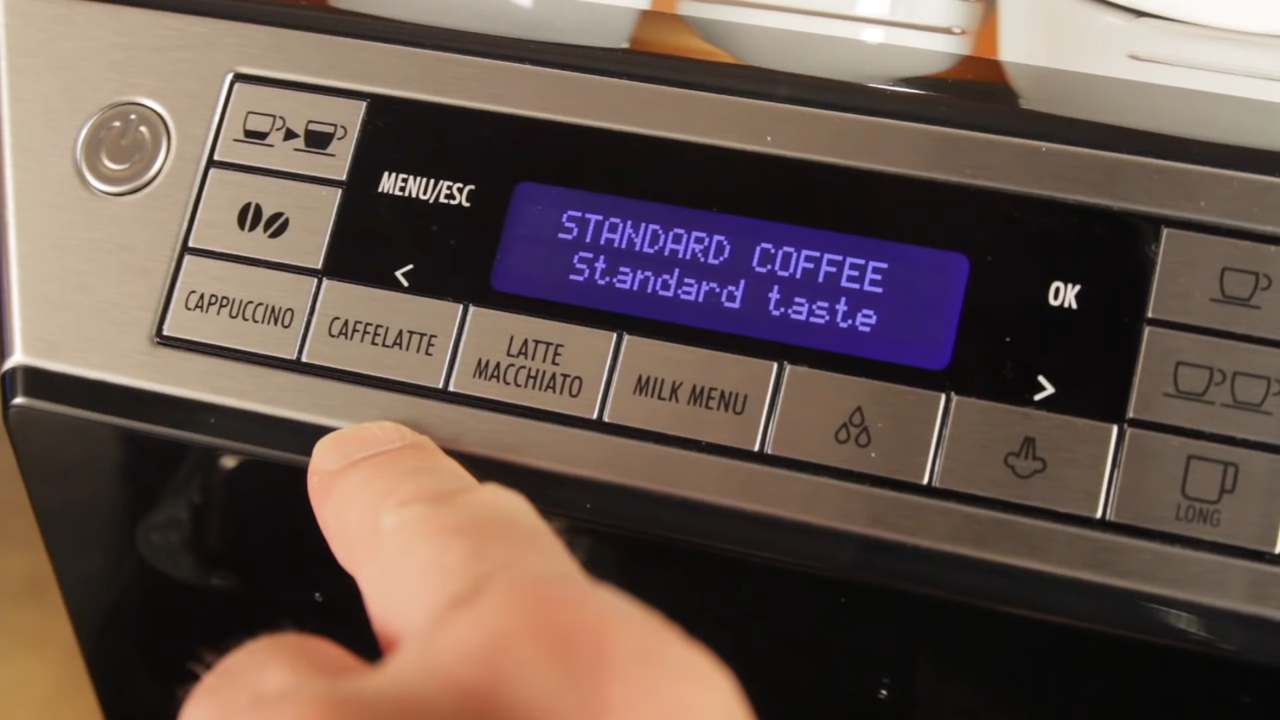 MENU/ESC
STANDARD COFFEE
Standard taste
OK
<
>
CAPPUCCINO
CAFFELATTE
LATTE
MACCHIATO
MILK MENU
LONG